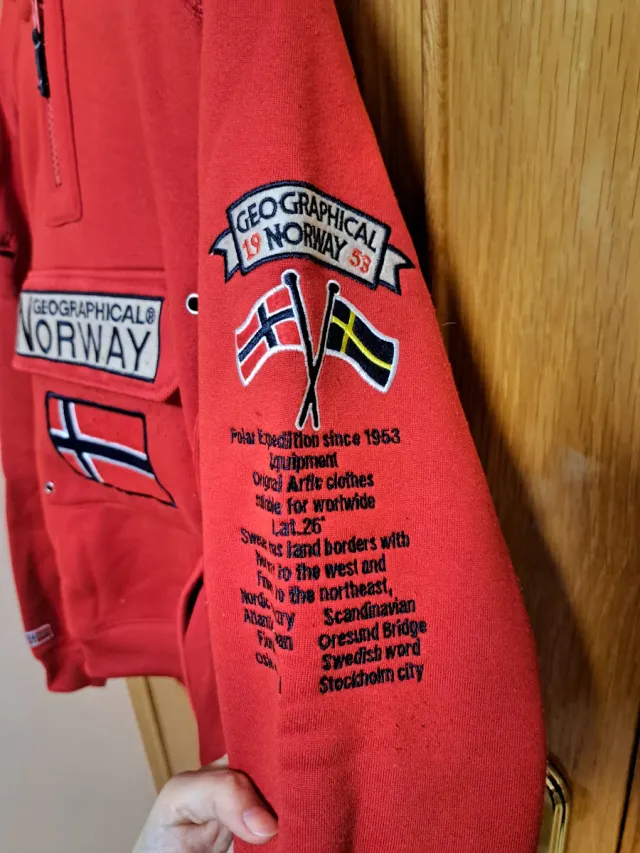 GEOGRAPHICAL
19 NORWAY 53
GEOGRAPHICAL®
NORWAY
Polar Expedition since 1953
Equipment
Original Artic clothes
for worlwide
Lat. 26°
land borders with
to the west and
to the northeast,
Scandinavian
Oresund Bridge
Swedish word
Stockholm city